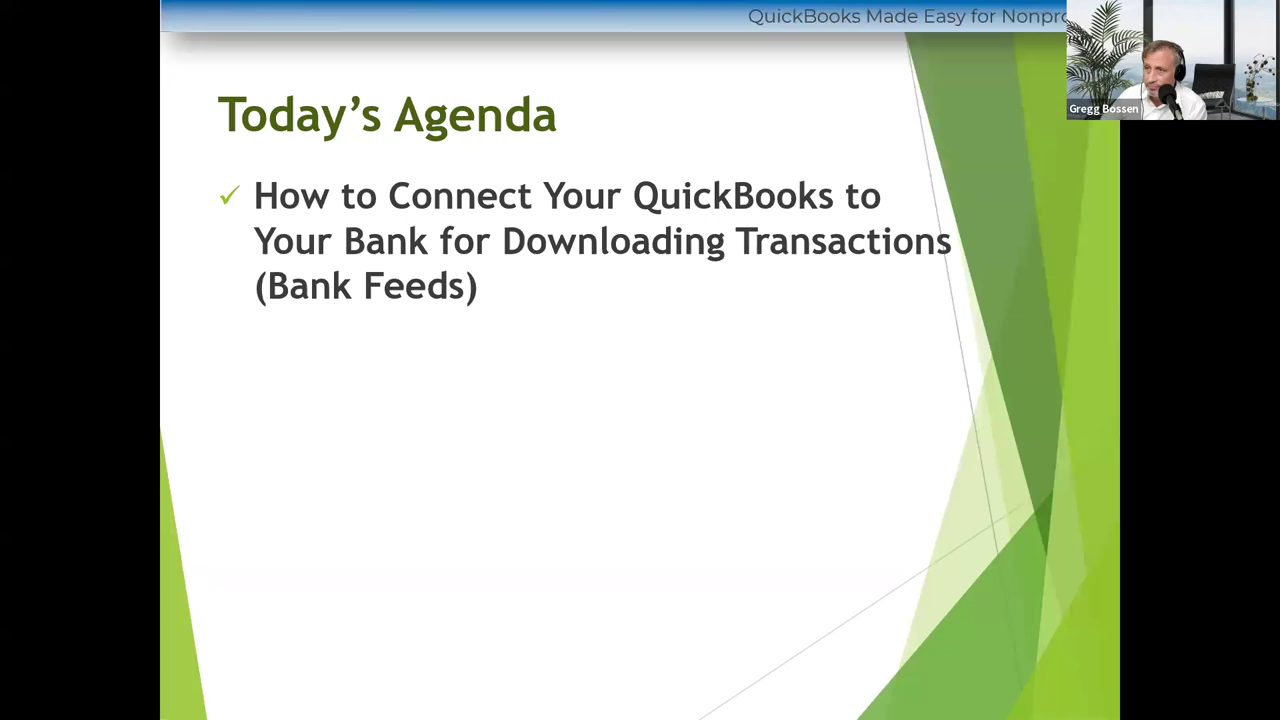 QuickBooks Made Easy for
Gregg Bossen
Today's Agenda
✓ How to Connect Your QuickBooks to
Your Bank for Downloading Transactions
(Bank Feeds)